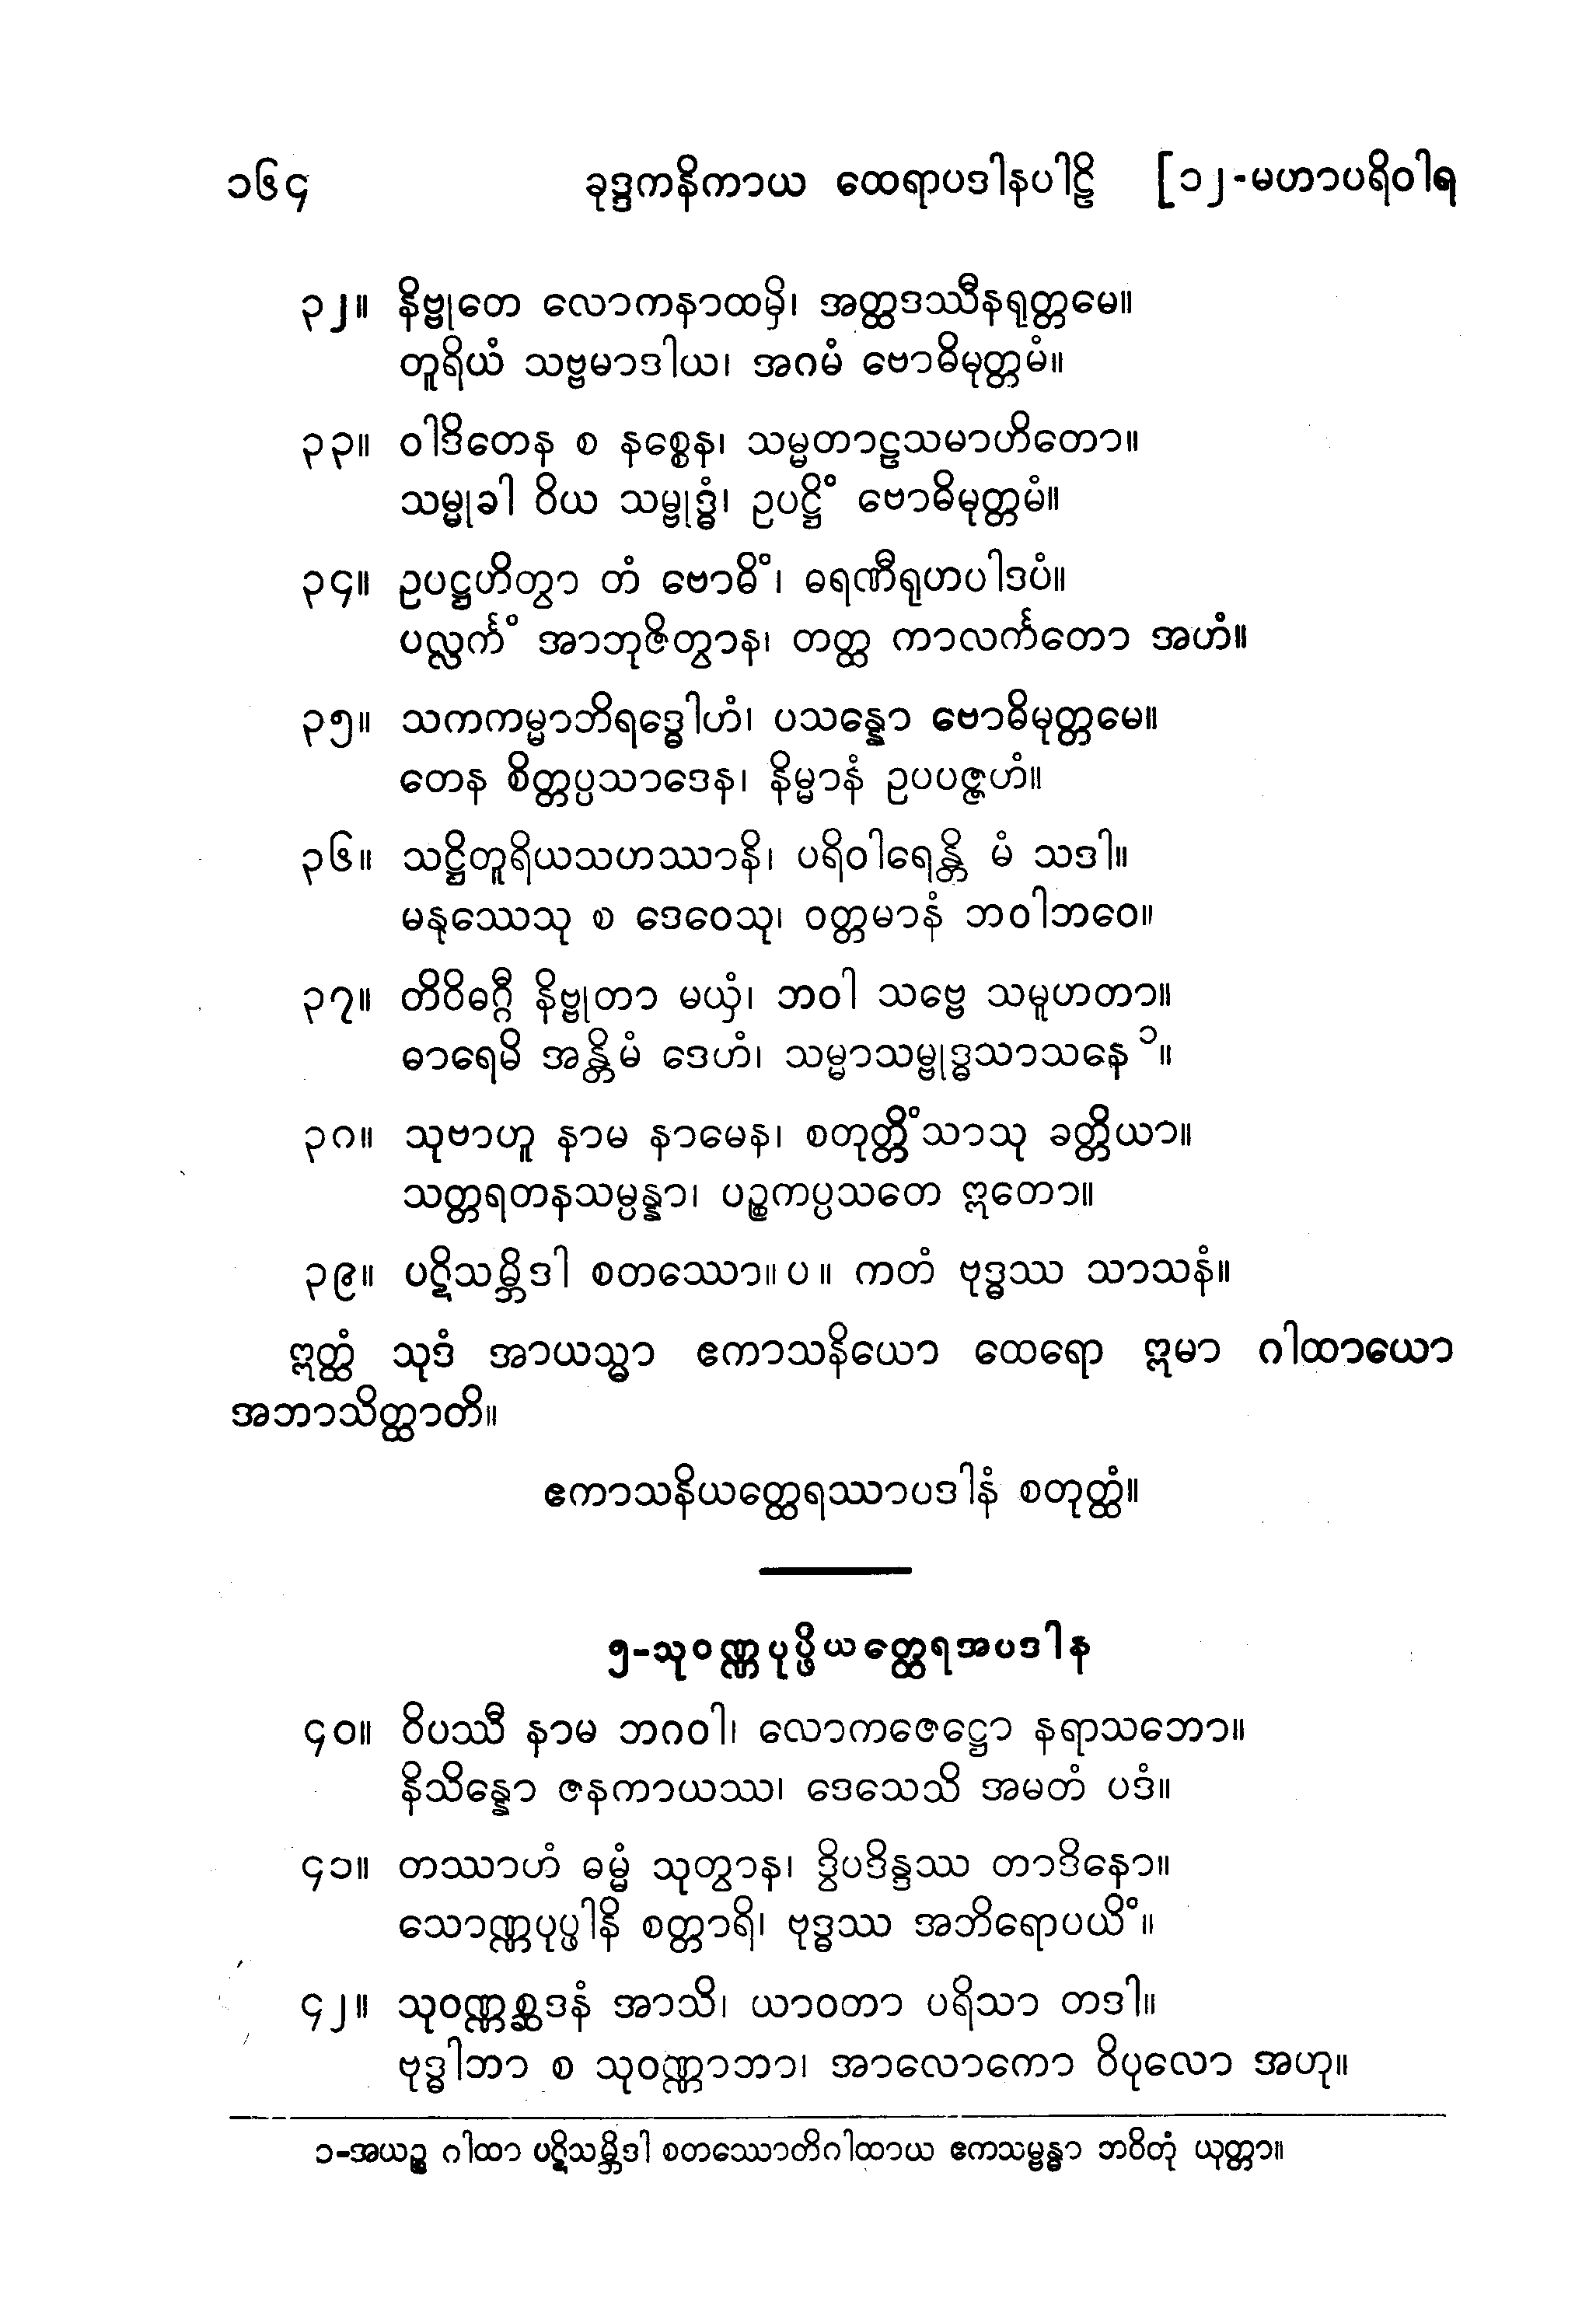 ၁၆၄ ခုဒ္ဒကနိကာယ ထေရာပဒါနပါဠိ [၁၂-မဟာပရိဝါရ
၃၂။ နိဗ္ဗုတေ လောကနာထမှိ၊ အတ္ထဒဿီနရုတ္တမေ။
တူရိယံ သဗ္ဗမာဒါယ၊ အဂမံ ဗောဓိမုတ္တမံ။
၃၃။ ဝါဒိတေန စ နစ္စေန၊ သမ္မတာဠသမာဟိတော။
သမ္မုခါ ဝိယ သမ္ဗုဒ္ဓံ၊ ဥပဋ္ဌိံ ဗောဓိမုတ္တမံ။
၃၄။ ဥပဋ္ဌဟိတွာ တံ ဗောဓိံ၊ ဓရဏီရုဟပါဒပံ။
ပလ္လင်္ကံ အာဘုဇိတွာန၊ တတ္ထ ကာလင်္ကတော အဟံ။
၃၅။ သကကမ္မာဘိရဒ္ဓေါဟံ၊ ပသန္နော ဗောဓိမုတ္တမေ။
တေန စိတ္တပ္ပသာဒေန၊ နိမ္မာနံ ဥပပဇ္ဇဟံ။
၃၆။ သဋ္ဌိတူရိယသဟဿာနိ၊ ပရိဝါရေန္တိ မံ သဒါ။
မနုဿေသု စ ဒေဝေသု၊ ဝတ္တမာနံ ဘဝါဘဝေ။
၃၇။ တိဝိဓဂ္ဂီ နိဗ္ဗုတာ မယှံ၊ ဘဝါ သဗ္ဗေ သမူဟတာ။
ဓာရေမိ အန္တိမံ ဒေဟံ၊ သမ္မာသမ္ဗုဒ္ဓသာသနေ ၁။
၃၈။ သုဗာဟူ နာမ နာမေန၊ စတုတ္တိံသာသု ခတ္တိယာ။
သတ္တရတနသမ္ပန္နာ၊ ပဉ္စကပ္ပသတေ ဣတော။
၃၉။ ပဋိသမ္ဘိဒါ စတဿော။ပ။ ကတံ ဗုဒ္ဓဿ သာသနံ။
ဣတ္ထံ သုဒံ အာယသ္မာ ဧကာသနိယော ထေရော ဣမာ ဂါထာယော
အဘာသိတ္ထာတိ။
ဧကာသနိယတ္ထေရဿာပဒါနံ စတုတ္ထံ။
၅-သုဝဏ္ဏပုပ္ဖိယတ္ထေရအပဒါန
၄၀။ ဝိပဿီ နာမ ဘဂဝါ၊ လောကဇေဋ္ဌော နရာသဘော။
နိသိန္နော ဇနကာယဿ၊ ဒေသေသိ အမတံ ပဒံ။
၄၁။ တဿာဟံ ဓမ္မံ သုတွာန၊ ဒွိပဒိန္ဒဿ တာဒိနော။
သောဏ္ဏပုပ္ဖါနိ စတ္တာရိ၊ ဗုဒ္ဓဿ အဘိရောပယိံ။
၄၂။ သုဝဏ္ဏစ္ဆဒနံ အာသိ၊ ယာဝတာ ပရိသာ တဒါ။
ဗုဒ္ဓါဘာ စ သုဝဏ္ဏာဘာ၊ အာလောကော ဝိပုလော အဟု။
၁-အယဉ္စ ဂါထာ ပဋိသမ္ဘိဒါ စတဿောတိဂါထာယ ဧကသမ္ဗန္ဓာ ဘဝိတုံ ယုတ္တာ။